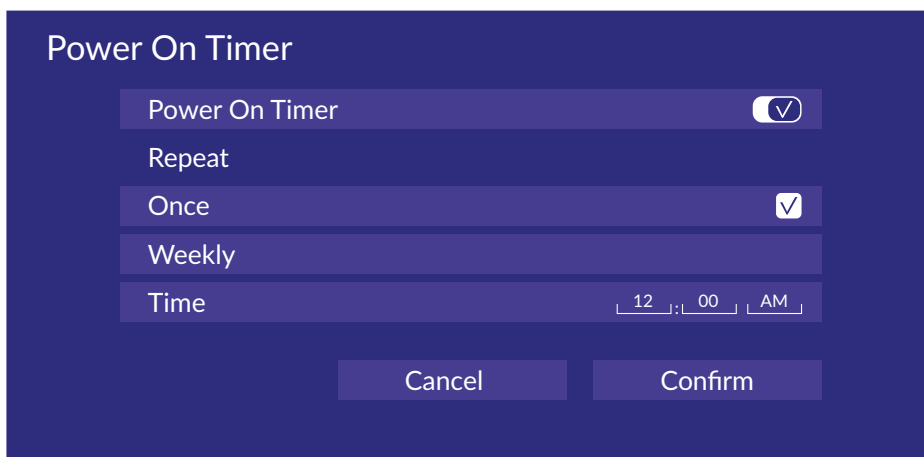 Power On Timer
Power On Timer
Repeat
Once
Weekly
Time 12 : 00 AM
Cancel Confirm